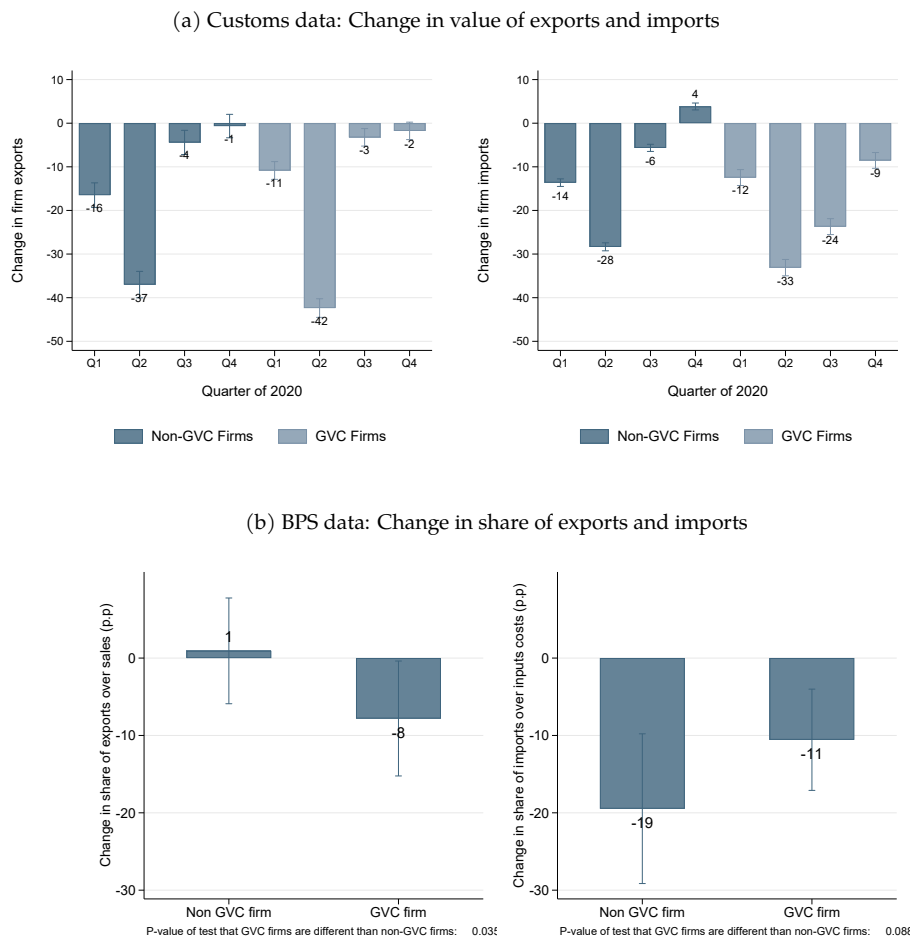 (a) Customs data: Change in value of exports and imports
Change in firm exports
10
0
-10
-20
-30
-40
-50
-16
-37
-4
-1
-11
-42
-3
-2
Q1 Q2 Q3 Q4 Q1 Q2 Q3 Q4
Quarter of 2020
Non-GVC Firms GVC Firms
Change in firm imports
10
0
-10
-20
-30
-40
-50
-14
-28
-6
4
-12
-33
-24
-9
Q1 Q2 Q3 Q4 Q1 Q2 Q3 Q4
Quarter of 2020
Non-GVC Firms GVC Firms
(b) BPS data: Change in share of exports and imports
Change in share of exports over sales (p.p)
0
-10
-20
-30
1
-8
Non GVC firm GVC firm
P-value of test that GVC firms are different than non-GVC firms: 0.035
Change in share of imports over inputs costs (p.p)
0
-10
-20
-30
-19
-11
Non GVC firm GVC firm
P-value of test that GVC firms are different than non-GVC firms: 0.088